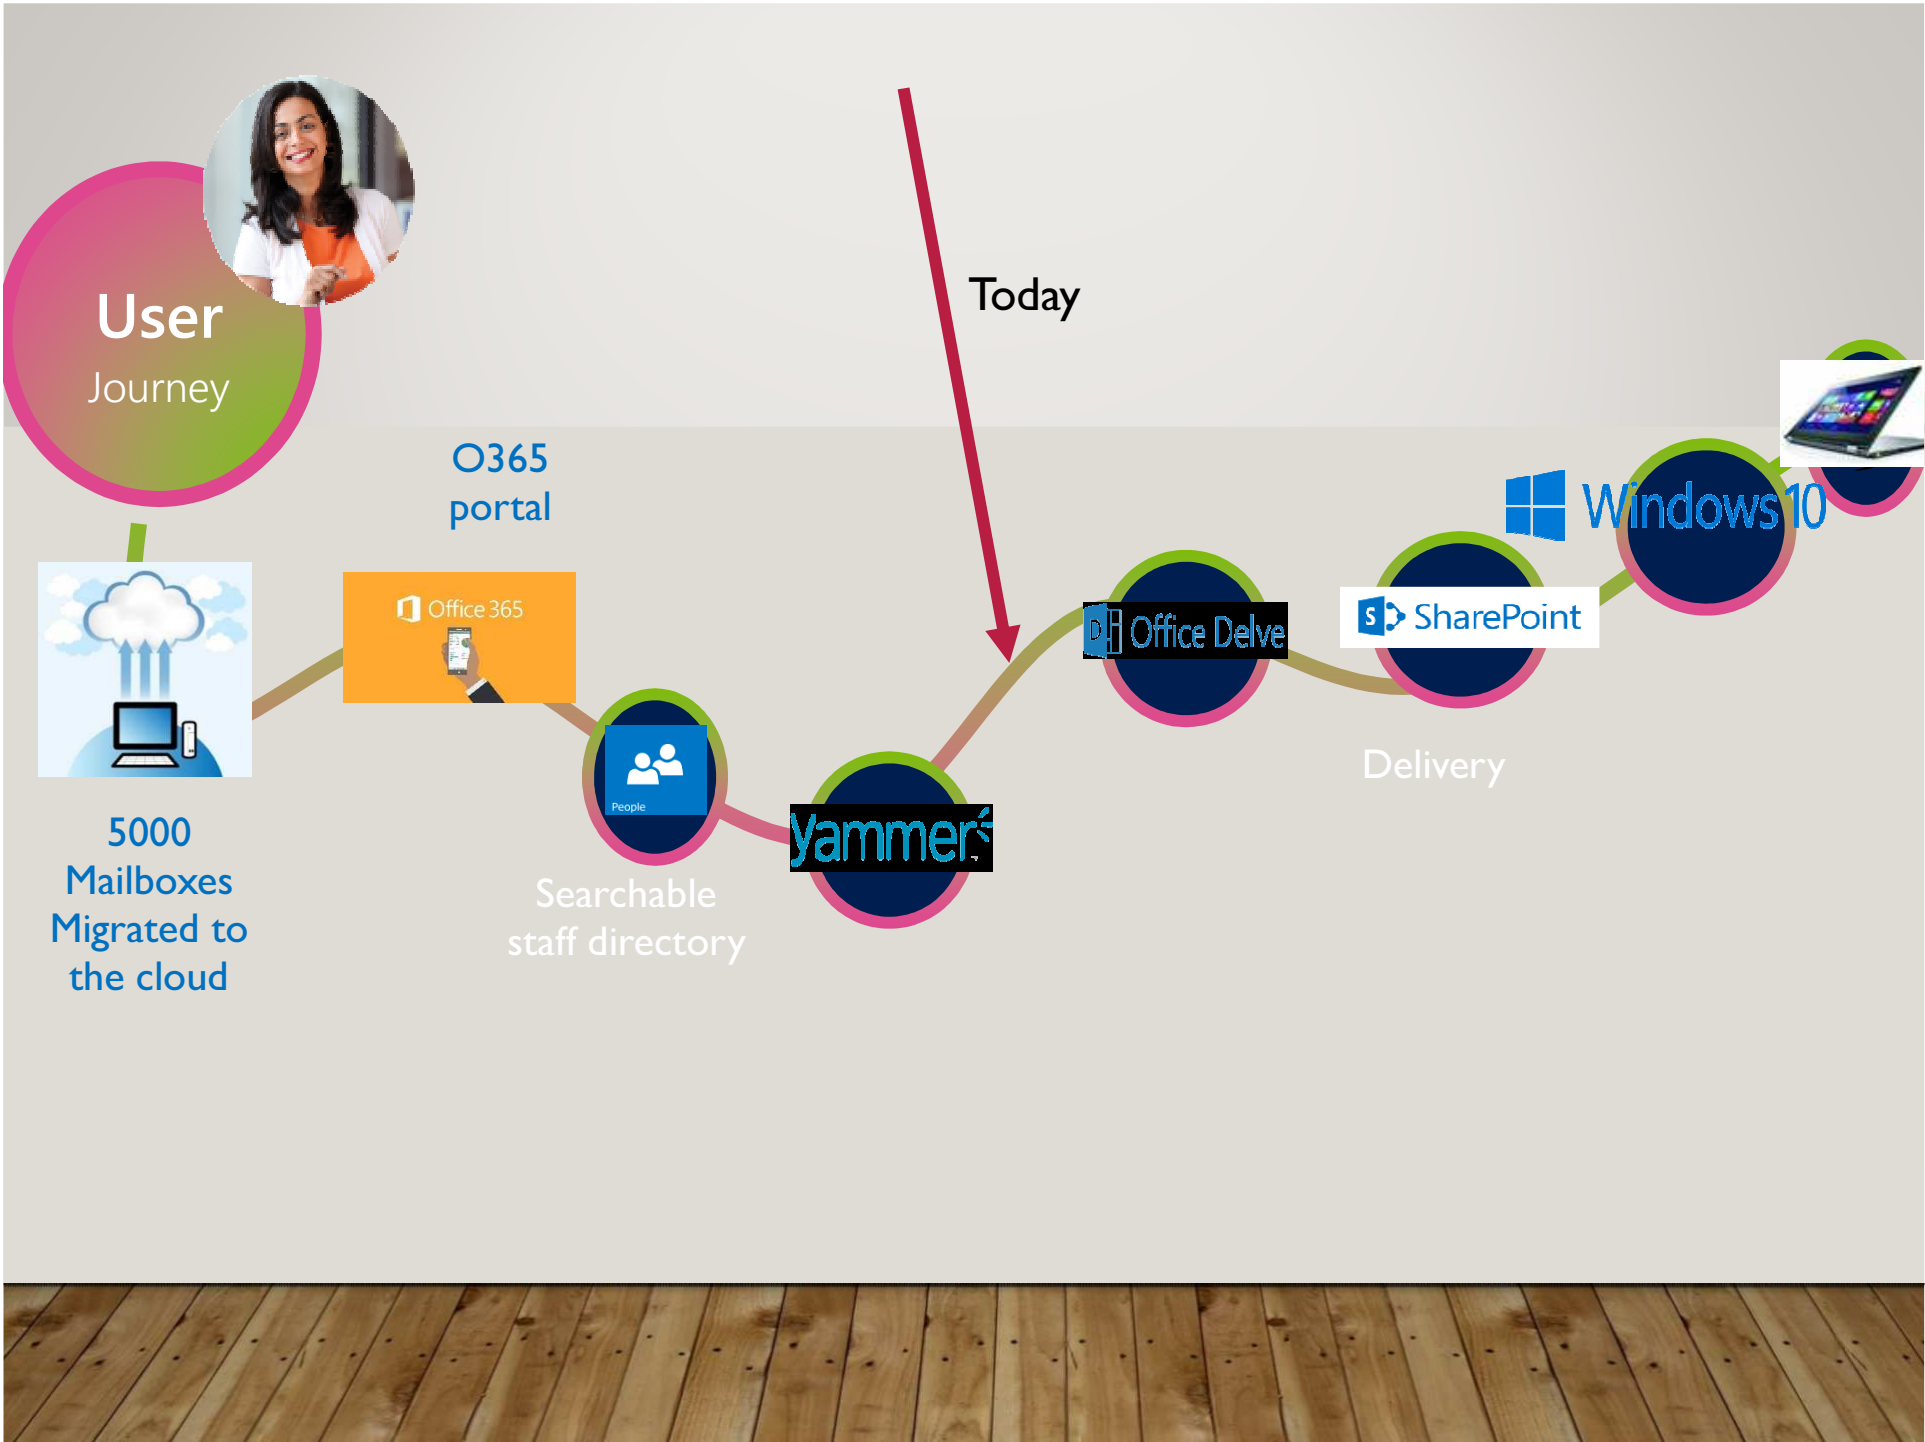 User
Journey
Today
O365
portal
Office 365
People
Searchable
staff directory
5000
Mailboxes
Migrated to
the cloud
yammer
D
Office Delve
S
SharePoint
Delivery
Windows 10